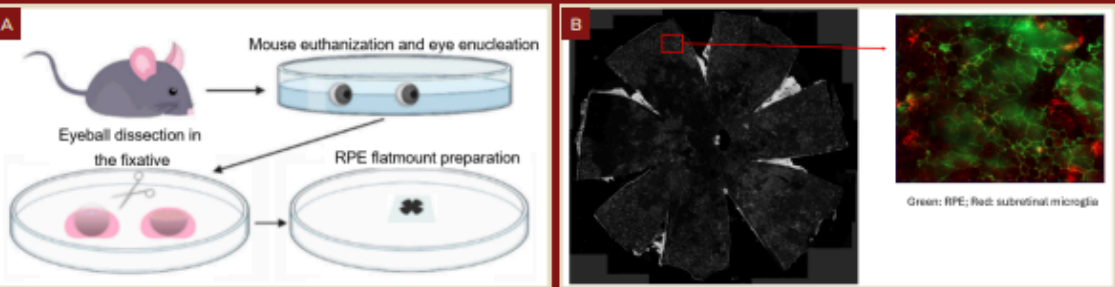 A
Mouse euthanization and eye enucleation
Eyeball dissection in
the fixative
RPE flatmount preparation
B
Green: RPE; Red: subretinal microglia